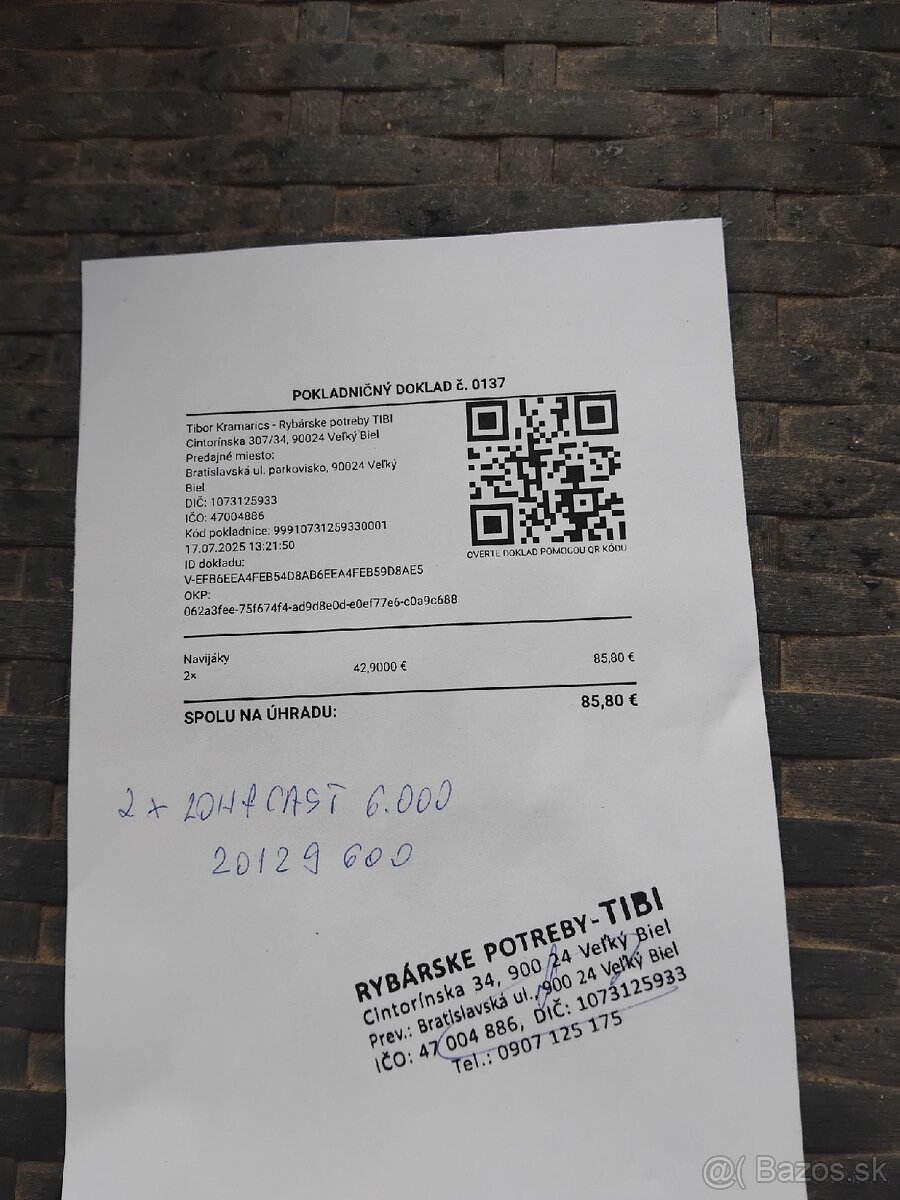 POKLADNIČNÝ DOKLAD č. 0137
Tibor Kramarics - Rybárske potreby TIBI
Cintorínska 307/34, 90024 Veľký Biel
Predajné miesto:
Bratislavská ul. parkovisko, 90024 Veľký
Biel
DIČ: 1073125933
IČO: 47004886
Kód pokladnice: 99910731259330001
17.07.2025 13:21:50
ID dokladu:
V-EFB6EEA4FEB54D8AB6EEA4FEB59D8AE5
OKP:
062a3fee-75f674f4-ad9d8e0d-e0ef77e6-c0a9c688
OVERTE DOKLAD POMOCOU QR KÓDU
Navijáky
2x 42,9000 € 85,80 €
SPOLU NA ÚHRADU: 85,80 €
2 x CAST 6.000
20129 600
RYBÁRSKE POTREBY-TIBI
Cintorínska 34, 900 24 Veľký Biel
Prev.: Bratislavská ul., 900 24 Veľký Biel
IČO: 47 004 886, DIČ: 1073125933
Tel.: 0907 125 175
@( Bazos.sk